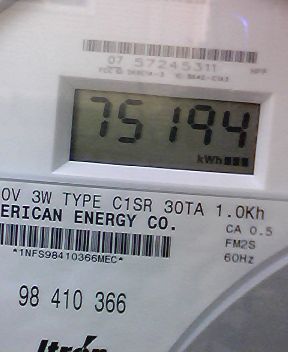 07 57245311
75194
kWh
0V 3W TYPE C1SR 30TA 1.0Kh
ERICAN ENERGY CO.
CA 0.5
FM2S
*1NFS98410366MEC*
60Hz
98 410 366
Itrón